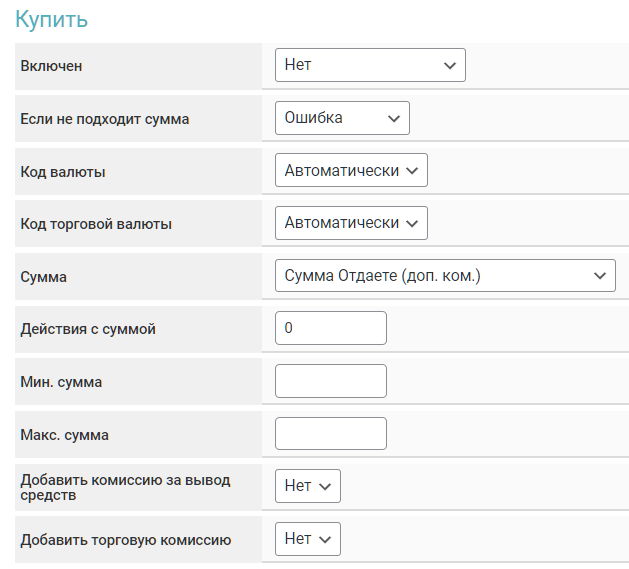 Купить
Включен
Нет
Если не подходит сумма
Ошибка
Код валюты
Автоматически
Код торговой валюты
Автоматически
Сумма
Сумма Отдаете (доп. ком.)
Действия с суммой
0
Мин. сумма
Макс. сумма
Добавить комиссию за вывод
средств
Нет
Добавить торговую комиссию
Нет